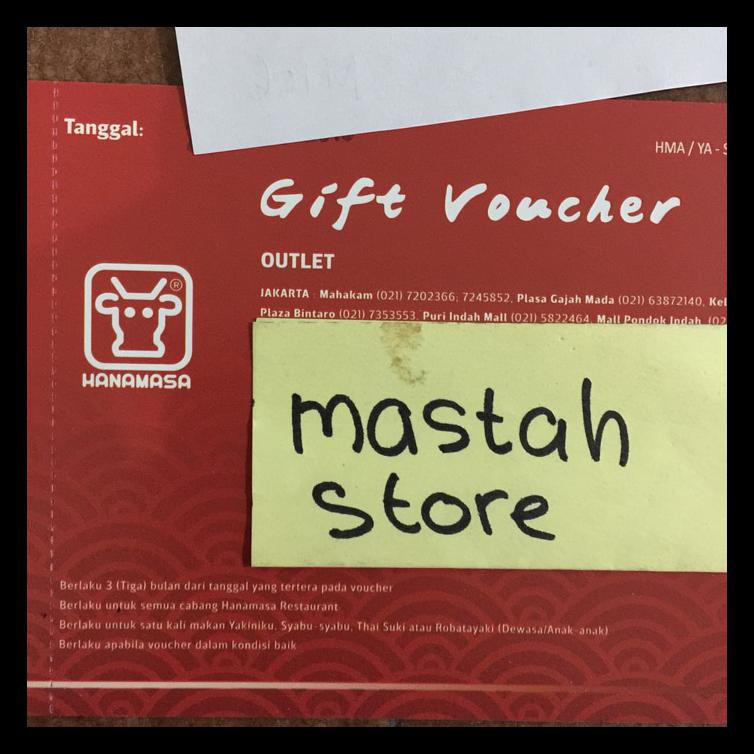 Tanggal:
HMA / YA - S
Gift Voucher
OUTLET
JAKARTA : Mahakam (021) 7202366; 7245852, Plasa Gajah Mada (021) 63872140, Kel
Plaza Bintaro (021) 7353553, Puri Indah Mall (021) 5822464, Mall Pondok Indah (02
®
HANAMASA
mastah
store
Berlaku 3 (Tiga) bulan dari tanggal yang tertera pada voucher
Berlaku untuk semua cabang Hanamasa Restaurant
Berlaku untuk satu kali makan Yakiniku, Syabu-syabu, Thai Suki atau Robatayaki (Dewasa/Anak-anak)
Berlaku apabila voucher dalam kondisi baik